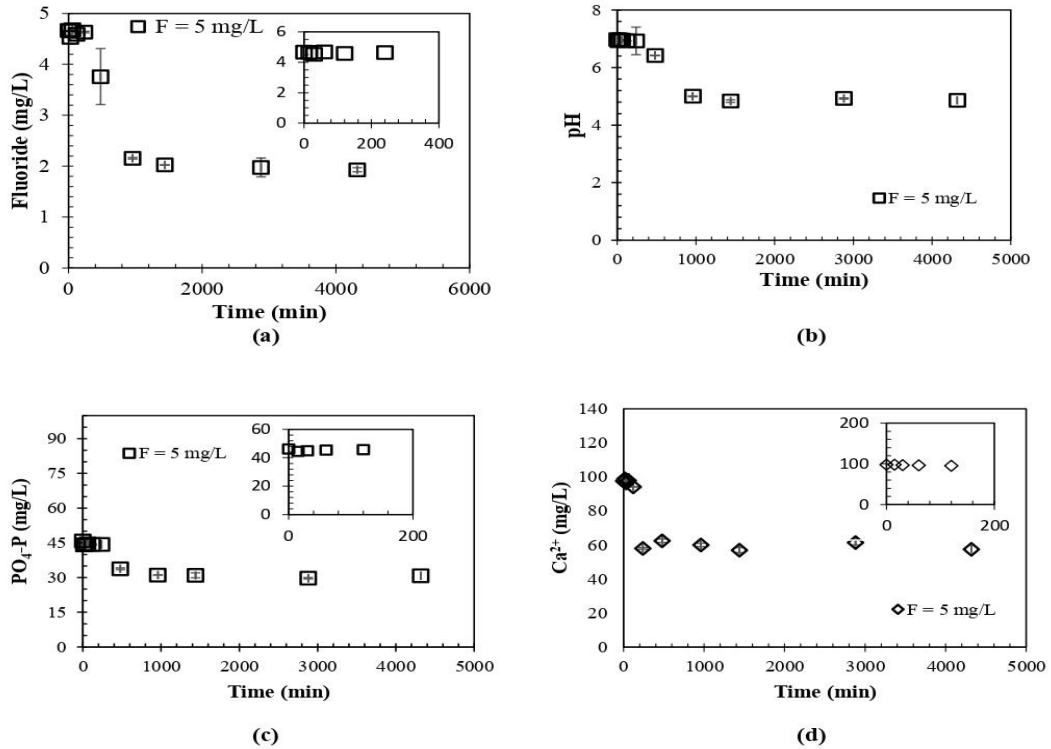 F = 5 mg/L
Fluoride (mg/L)
5
4
3
2
1
0
0 2000 4000 6000
6
4
2
0
0 200 400
Time (min)
(a)
pH
8
6
4
2
0
F = 5 mg/L
0 1000 2000 3000 4000 5000
Time (min)
(b)
PO₄-P (mg/L)
90
75
60
45
30
15
0
F = 5 mg/L
60
40
20
0
0 200
0 1000 2000 3000 4000 5000
Time (min)
(c)
Ca²⁺ (mg/L)
140
120
100
80
60
40
20
0
200
100
0
0 200
F = 5 mg/L
0 1000 2000 3000 4000 5000
Time (min)
(d)